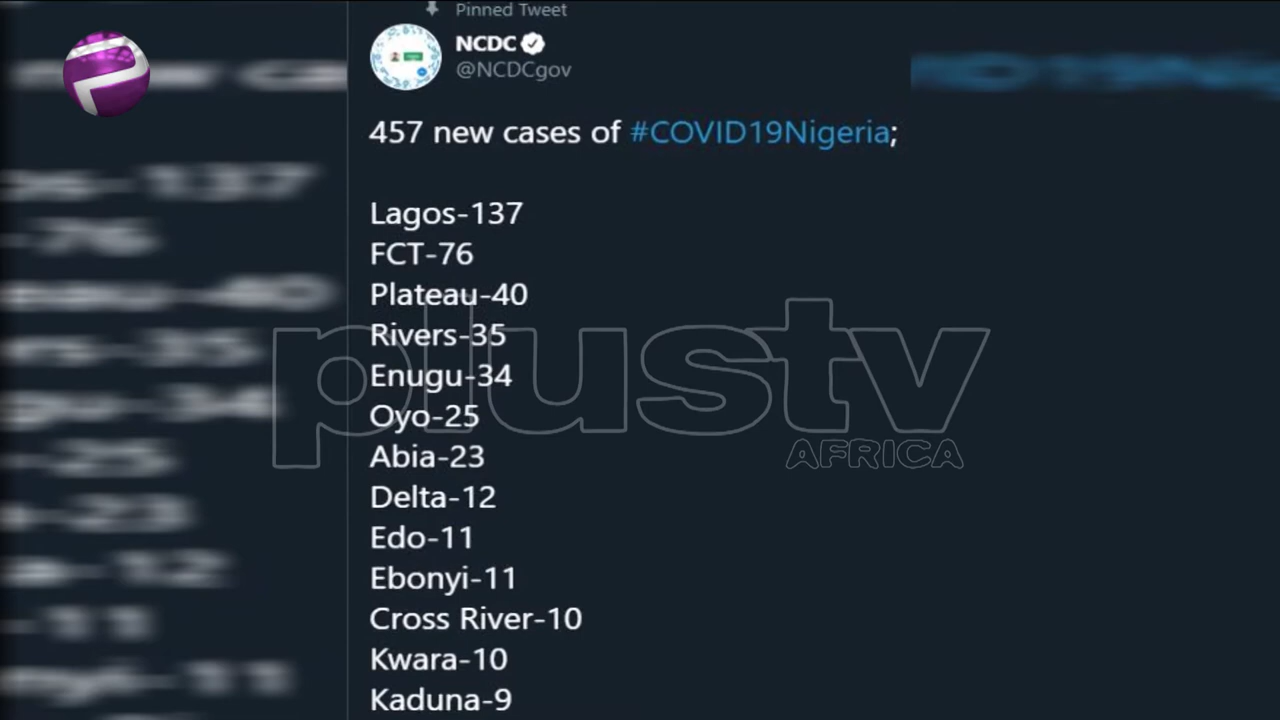 Pinned Tweet
NCDC
@NCDCgov
457 new cases of #COVID19Nigeria;
Lagos-137
FCT-76
Plateau-40
Rivers-35
Enugu-34
Oyo-25
Abia-23
Delta-12
Edo-11
Ebonyi-11
Cross River-10
Kwara-10
Kaduna-9
plustv
AFRICA